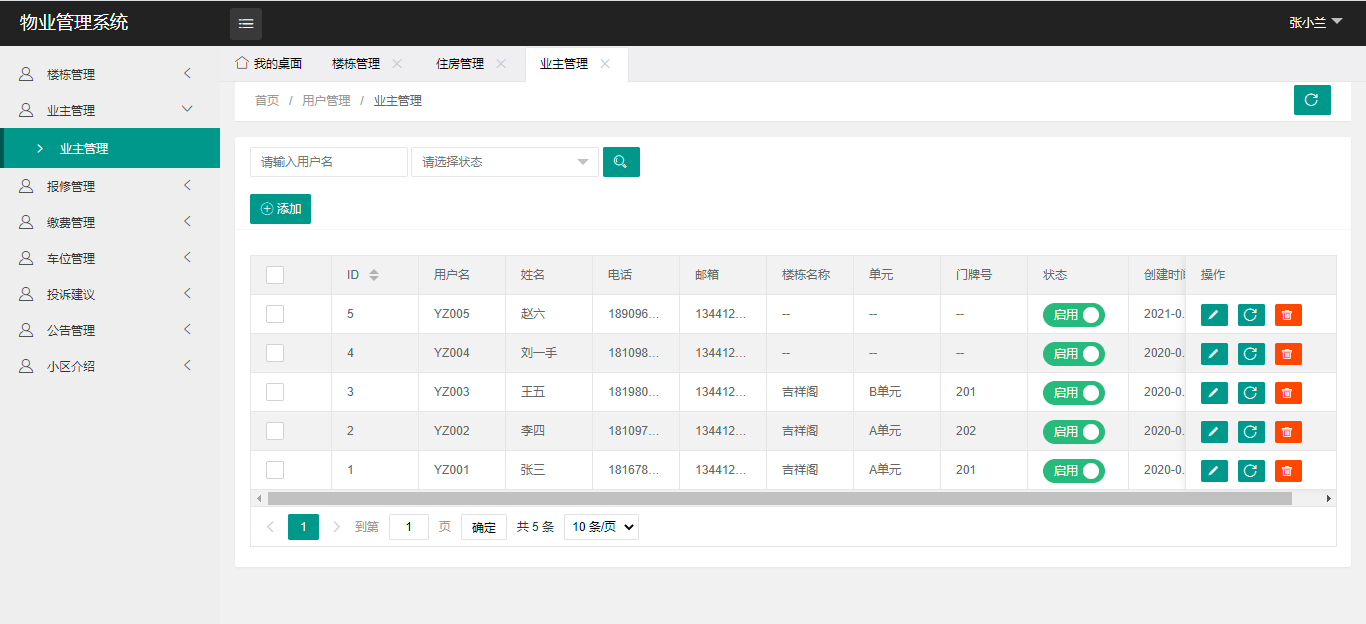 物业管理系统
张小兰
楼栋管理
业主管理
业主管理
报修管理
缴费管理
车位管理
投诉建议
公告管理
小区介绍
我的桌面 楼栋管理 住房管理 业主管理
首页 / 用户管理 / 业主管理
请输入用户名 请选择状态
添加
ID 用户名 姓名 电话 邮箱 楼栋名称 单元 门牌号 状态 创建时间 操作
5 YZ005 赵六 189096... 134412... -- -- -- 启用 2021-0.
4 YZ004 刘一手 181098... 134412... -- -- -- 启用 2020-0.
3 YZ003 王五 181980... 134412... 吉祥阁 B单元 201 启用 2020-0.
2 YZ002 李四 181097... 134412... 吉祥阁 A单元 202 启用 2020-0.
1 YZ001 张三 181678... 134412... 吉祥阁 A单元 201 启用 2020-0.
1 到第 1 页 确定 共 5 条 10 条/页